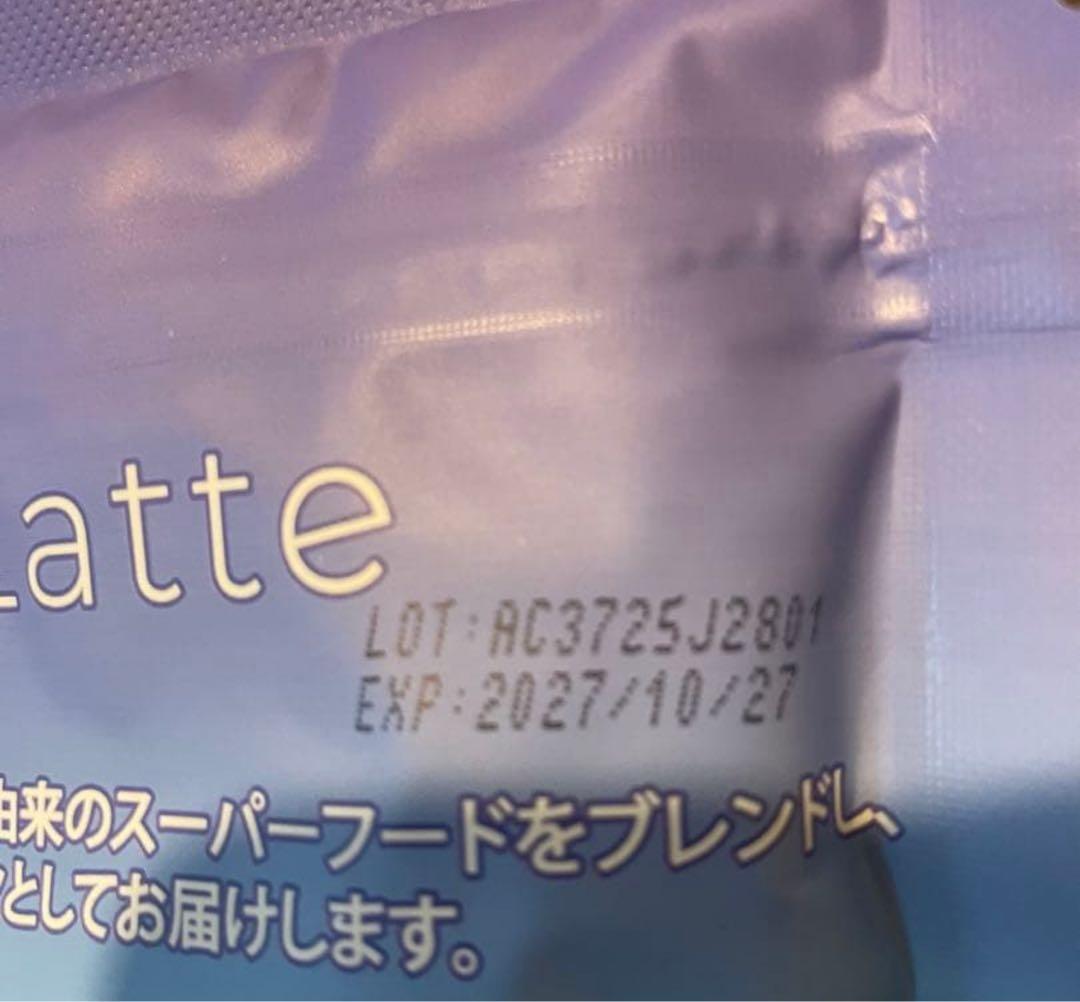 Latte
LOT:AC3725J2801
EXP:2027/10/27
由来のスーパーフードをブレンドし、
としてお届けします。